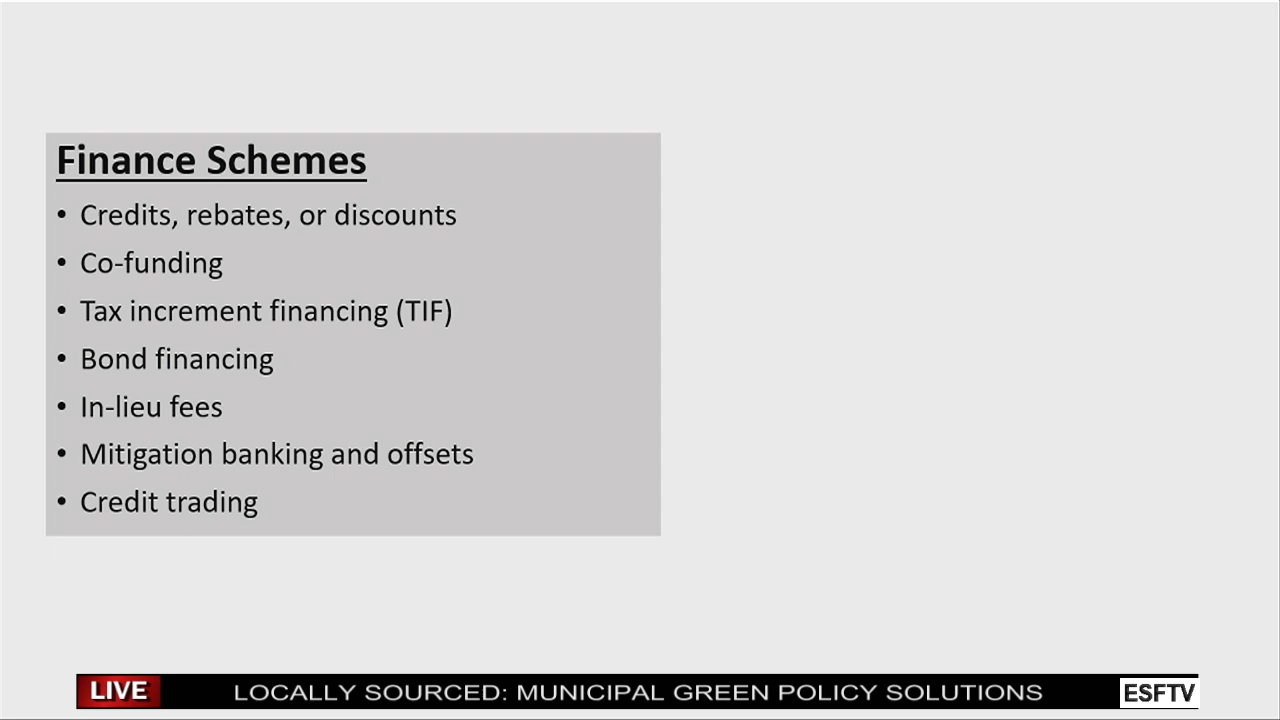 Finance Schemes
• Credits, rebates, or discounts
• Co-funding
• Tax increment financing (TIF)
• Bond financing
• In-lieu fees
• Mitigation banking and offsets
• Credit trading
LIVE LOCALLY SOURCED: MUNICIPAL GREEN POLICY SOLUTIONS ESFTV